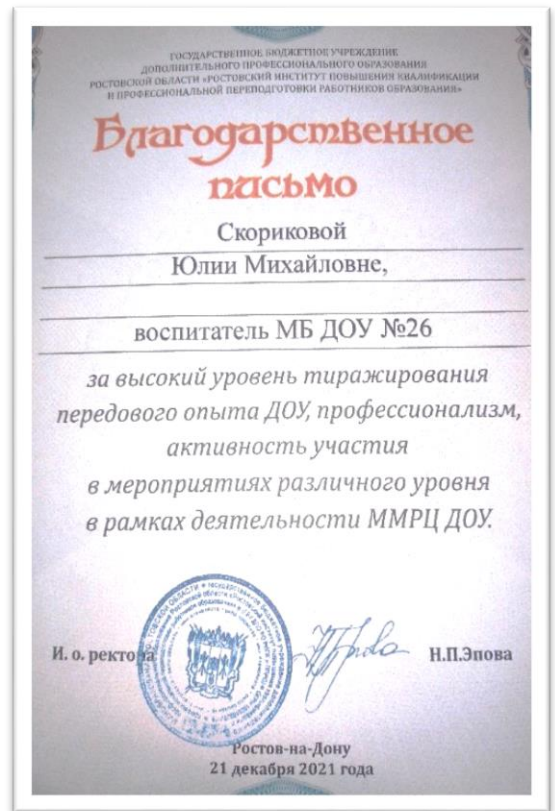 ГОСУДАРСТВЕННОЕ БЮДЖЕТНОЕ УЧРЕЖДЕНИЕ
ДОПОЛНИТЕЛЬНОГО ПРОФЕССИОНАЛЬНОГО ОБРАЗОВАНИЯ
РОСТОВСКОЙ ОБЛАСТИ «РОСТОВСКИЙ ИНСТИТУТ ПОВЫШЕНИЯ КВАЛИФИКАЦИИ
И ПРОФЕССИОНАЛЬНОЙ ПЕРЕПОДГОТОВКИ РАБОТНИКОВ ОБРАЗОВАНИЯ»
Благодарственное
письмо
Скориковой
Юлии Михайловне,
воспитатель МБ ДОУ №26
за высокий уровень тиражирования
передового опыта ДОУ, профессионализм,
активность участия
в мероприятиях различного уровня
в рамках деятельности ММРЦ ДОУ.
И. о. ректора
Н.П.Эпова
Ростов-на-Дону
21 декабря 2021 года